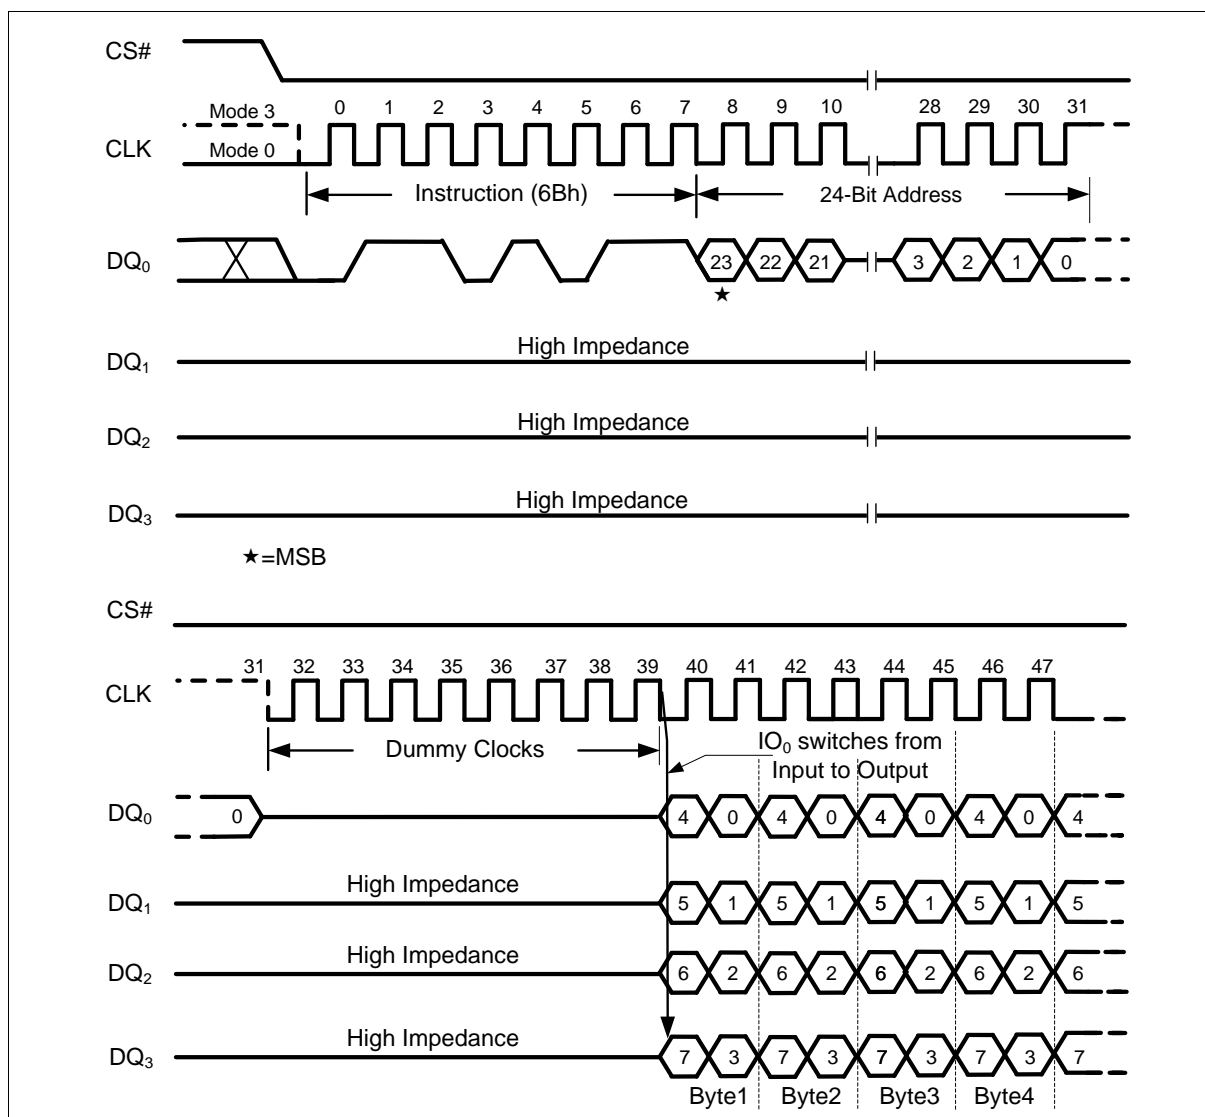 CS#
Mode 3 0 1 2 3 4 5 6 7 8 9 10 28 29 30 31
CLK Mode 0
Instruction (6Bh) 24-Bit Address
DQ0 23 22 21 3 2 1 0
★
High Impedance
DQ1
High Impedance
DQ2
High Impedance
DQ3
★=MSB
CS#
31 32 33 34 35 36 37 38 39 40 41 42 43 44 45 46 47
CLK
Dummy Clocks IO0 switches from
Input to Output
DQ0 0 4 0 4 0 4 0 4 0 4
High Impedance
DQ1 5 1 5 1 5 1 5 1 5
High Impedance
DQ2 6 2 6 2 6 2 6 2 6
High Impedance
DQ3 7 3 7 3 7 3 7 3 7
Byte1 Byte2 Byte3 Byte4